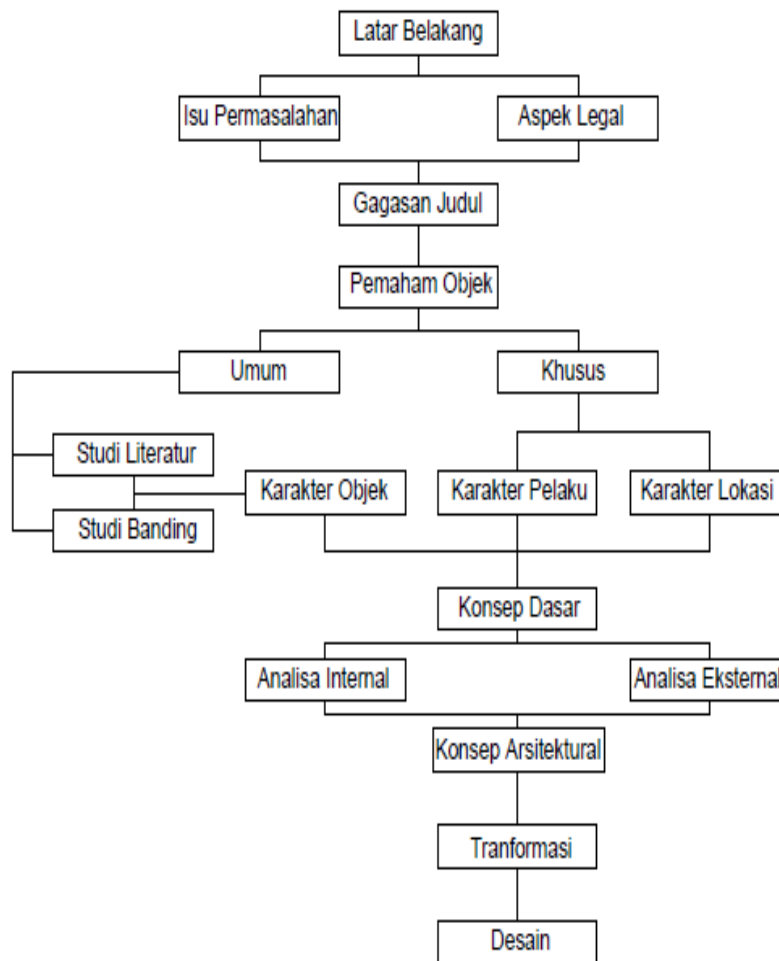 Latar Belakang
Isu Permasalahan
Aspek Legal
Gagasan Judul
Pemaham Objek
Umum
Khusus
Studi Literatur
Karakter Objek
Karakter Pelaku
Karakter Lokasi
Studi Banding
Konsep Dasar
Analisa Internal
Analisa Eksternal
Konsep Arsitektural
Tranformasi
Desain